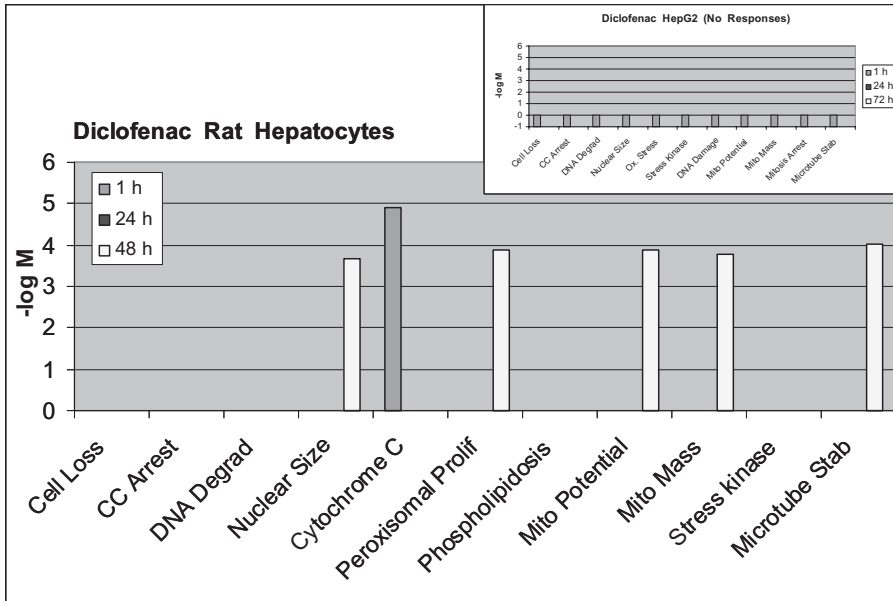 Diclofenac HepG2 (No Responses)
6
5
4
3
2
1
0
-1
-log M
Cell Loss
CC Arrest
DNA Degrad
Nuclear Size
Ox. Stress
Stress Kinase
DNA Damage
Mito Potential
Mito Mass
Mitosis Arrest
Microtube Stab
1 h
24 h
72 h
Diclofenac Rat Hepatocytes
6
5
4
3
2
1
0
-log M
1 h
24 h
48 h
Cell Loss
CC Arrest
DNA Degrad
Nuclear Size
Cytochrome C
Peroxisomal Prolif
Phospholipidosis
Mito Potential
Mito Mass
Stress kinase
Microtube Stab